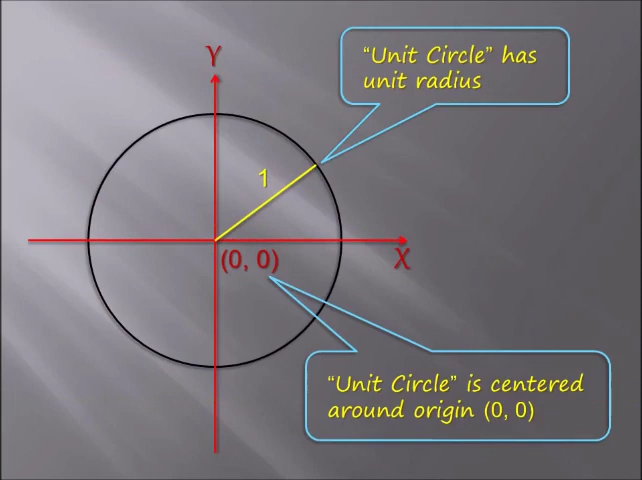 Y
“Unit Circle” has
unit radius
1
(0, 0)
X
“Unit Circle” is centered
around origin (0, 0)